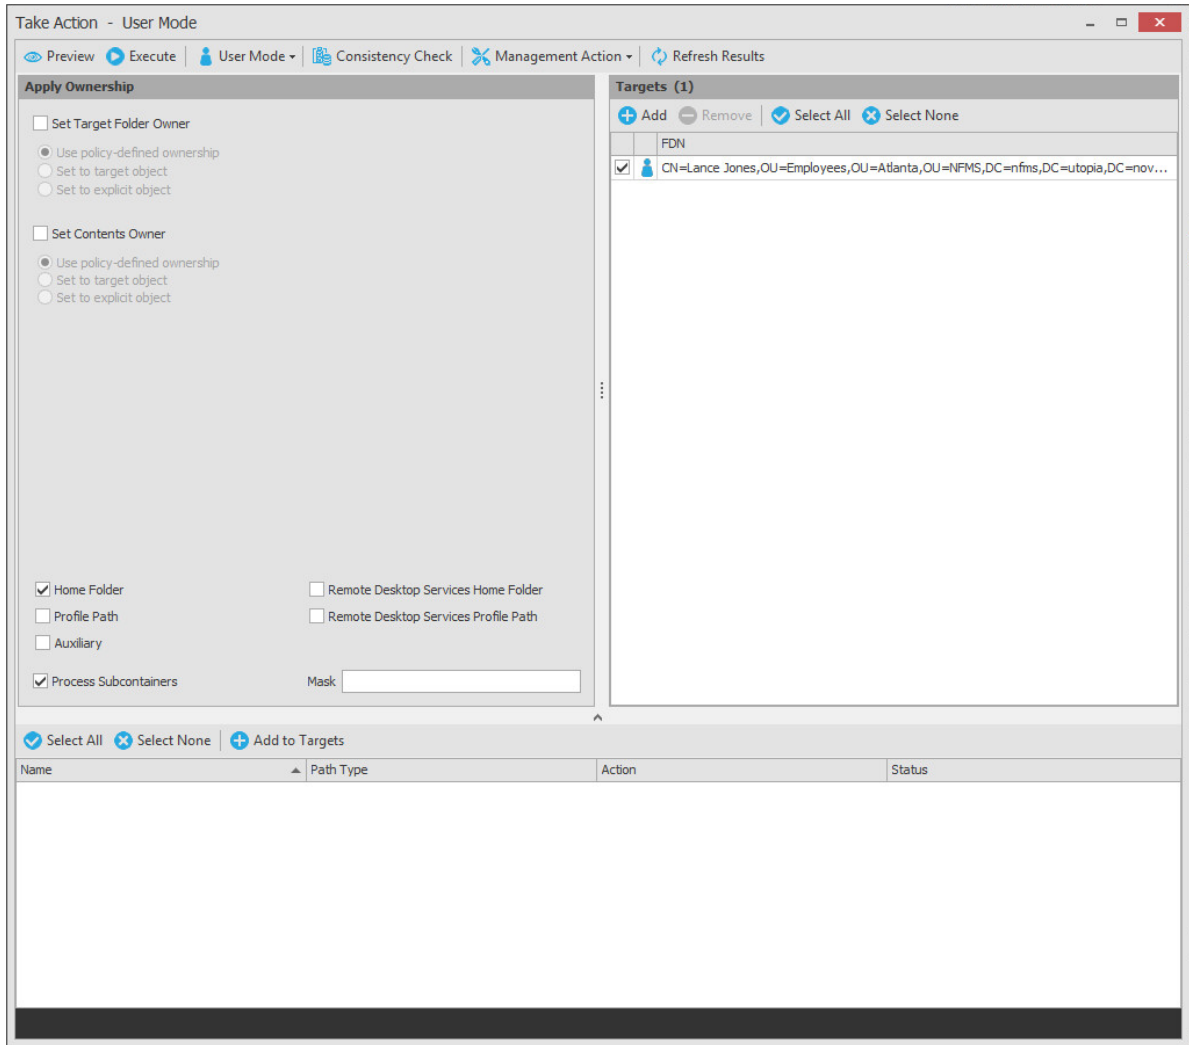 Take Action - User Mode
Preview Execute User Mode Consistency Check Management Action Refresh Results
Apply Ownership
Set Target Folder Owner
Use policy-defined ownership
Set to target object
Set to explicit object
Set Contents Owner
Use policy-defined ownership
Set to target object
Set to explicit object
Home Folder Remote Desktop Services Home Folder
Profile Path Remote Desktop Services Profile Path
Auxiliary
Process Subcontainers Mask
Targets (1)
Add Remove Select All Select None
FDN
CN=Lance Jones,OU=Employees,OU=Atlanta,OU=NFMS,DC=nfms,DC=utopia,DC=nov...
Select All Select None Add to Targets
Name Path Type Action Status